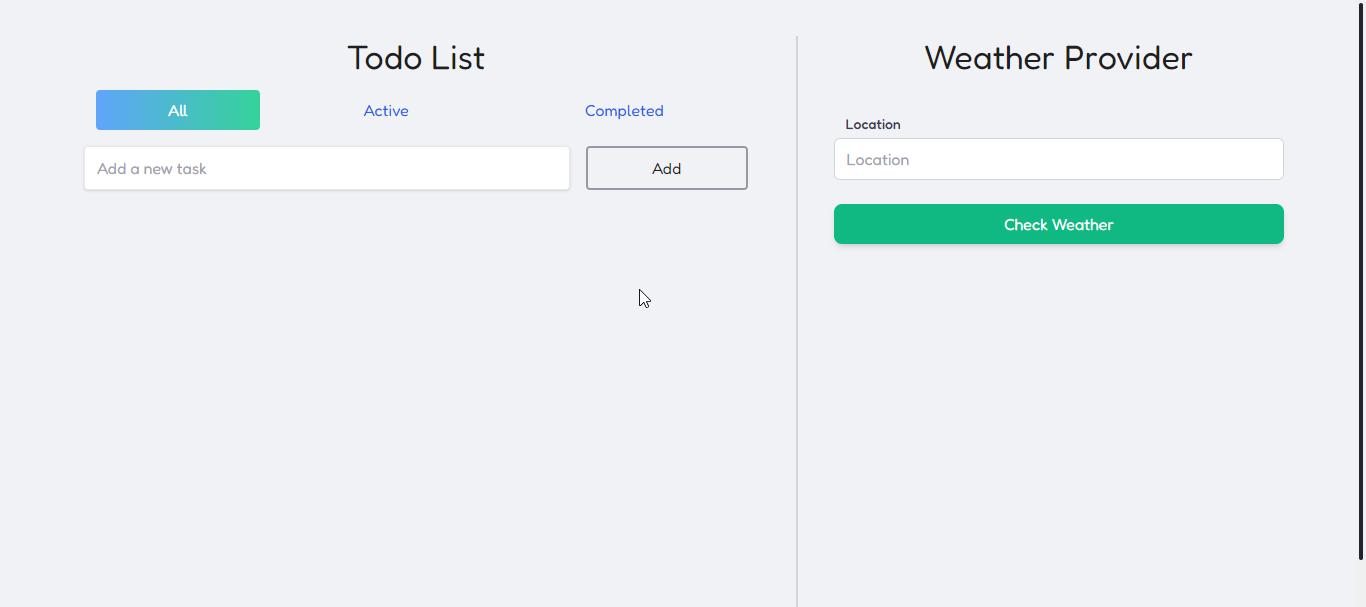 Todo List
All
Active
Completed
Add a new task
Add
Weather Provider
Location
Location
Check Weather